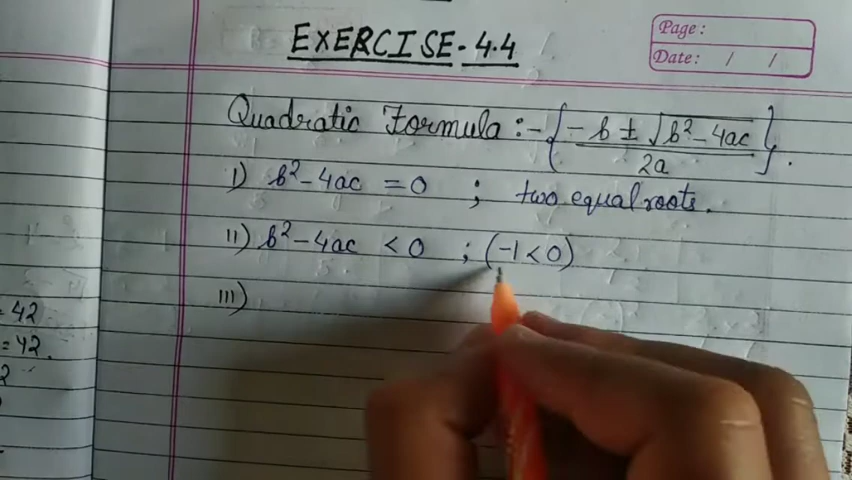 EXERCISE-4.4
Page:
Date: / /
Quadratic Formula :- { -b ± √b²-4ac / 2a }.
I) b²-4ac = 0 ; two equal roots.
II) b²-4ac < 0 ; (-1 < 0)
III)
= 42
= 42.
2